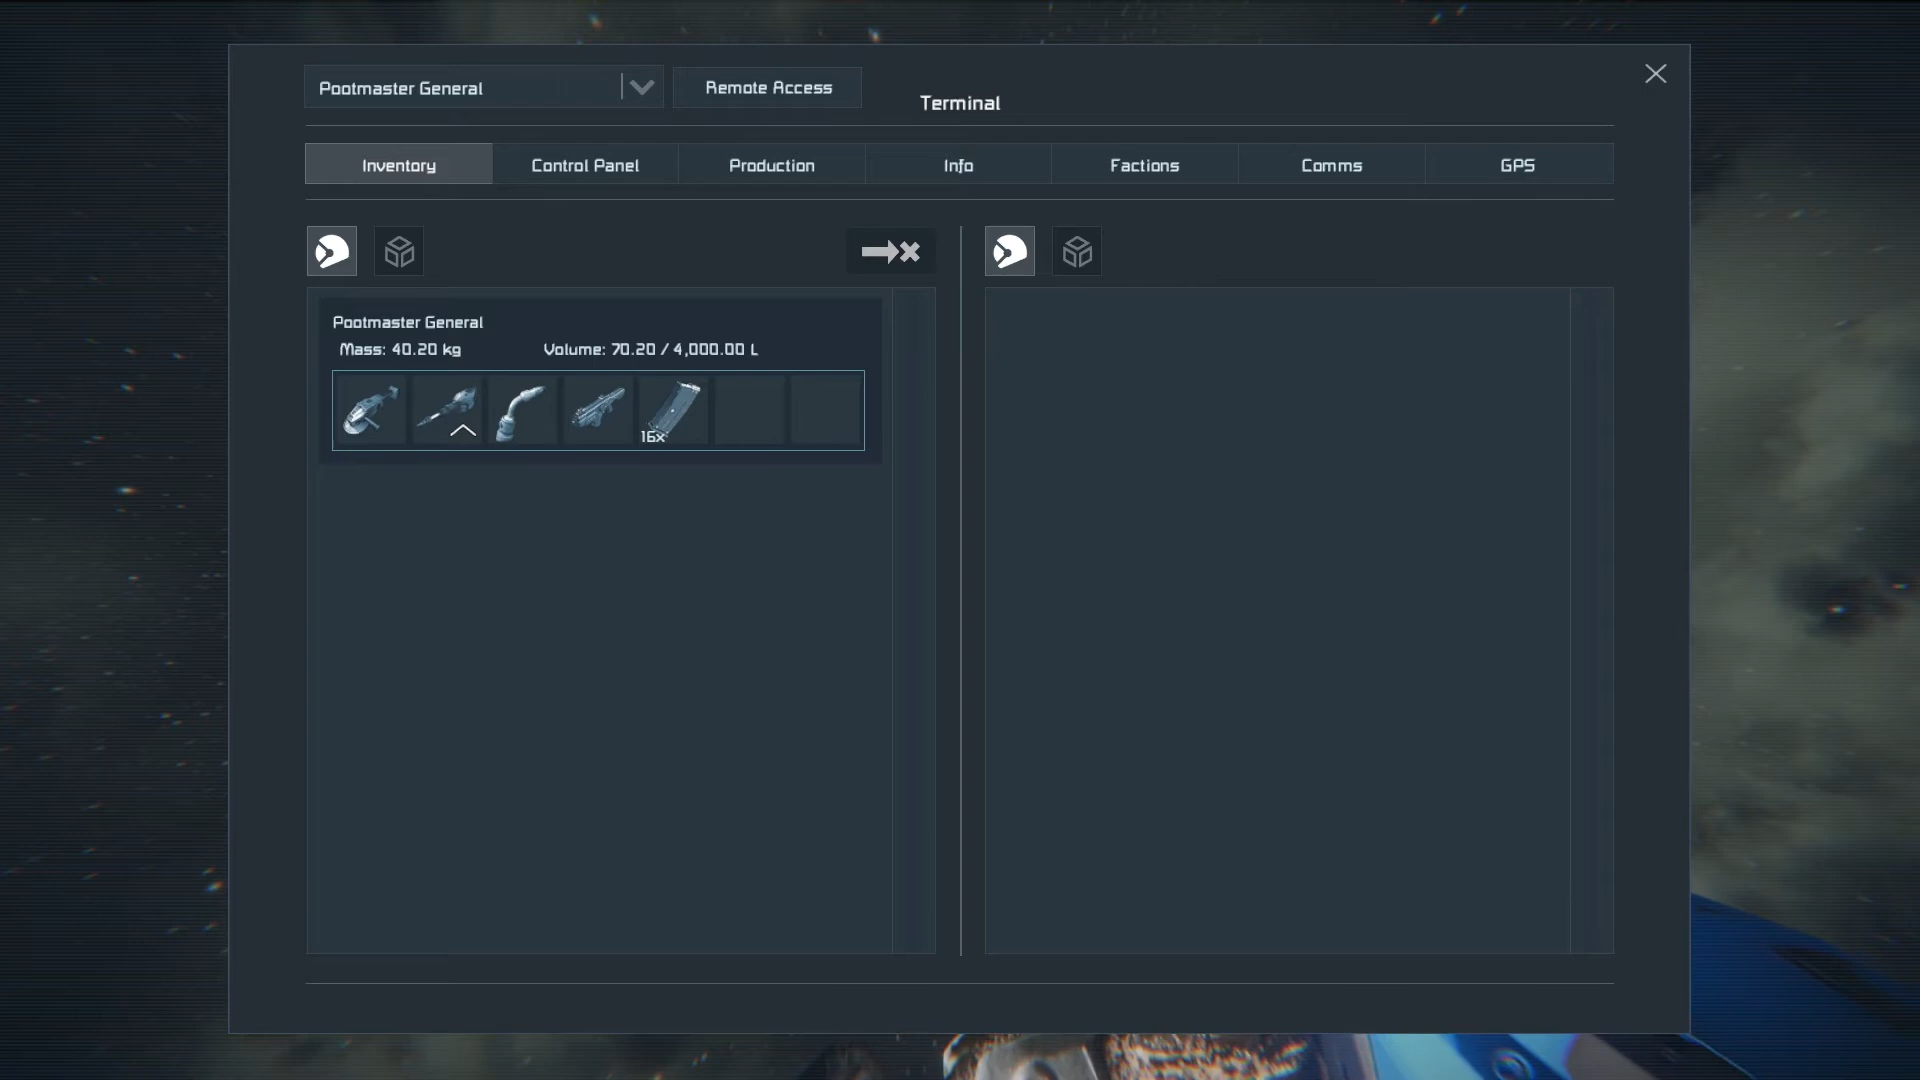 Pootmaster General
Remote Access
Terminal
Inventory
Control Panel
Production
Info
Factions
Comms
GPS
Pootmaster General
Mass: 40.20 kg
Volume: 70.20 / 4,000.00 L
16x